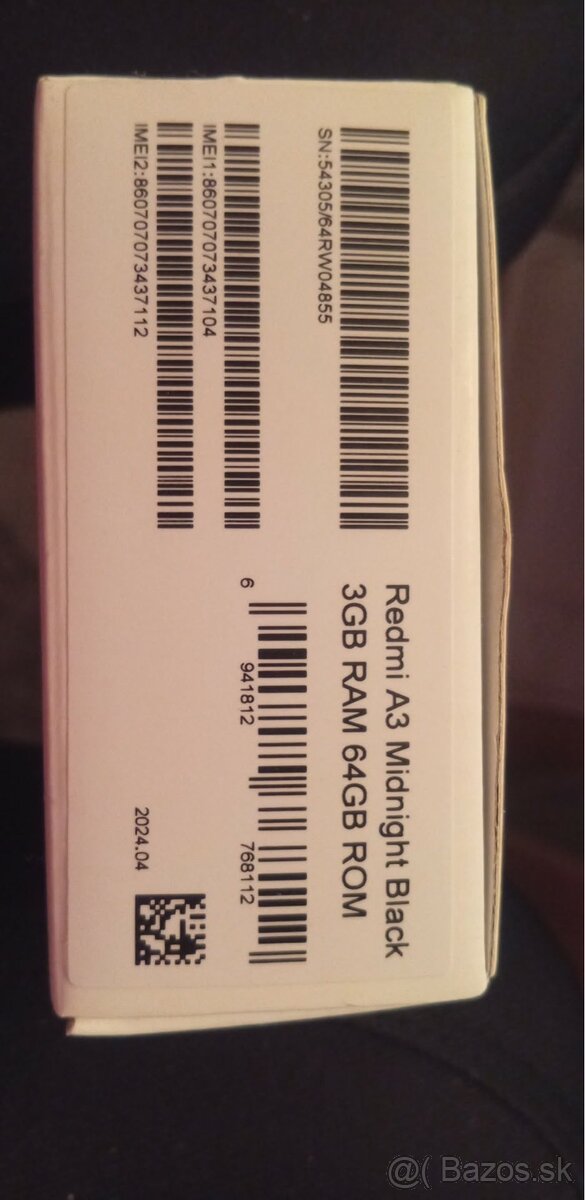 Redmi A3 Midnight Black
3GB RAM 64GB ROM
SN:54305/64RW04855
IMEI1:860707073437104
IMEI2:860707073437112
6 941812 768112
2024.04
@( Bazos.sk